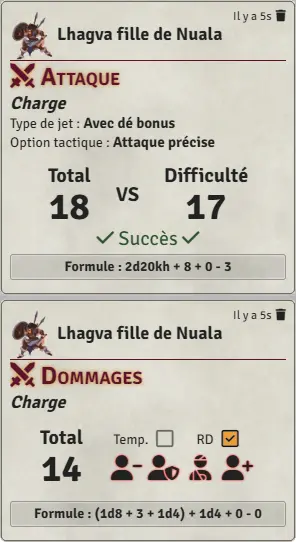 Il y a 5s
Lhagva fille de Nuala
Attaque
Charge
Type de jet : Avec dé bonus
Option tactique : Attaque précise
Total VS Difficulté
18 17
Succès
Formule : 2d20kh + 8 + 0 - 3
Il y a 5s
Lhagva fille de Nuala
Dommages
Charge
Total Temp. RD
14
Formule : (1d8 + 3 + 1d4) + 1d4 + 0 - 0